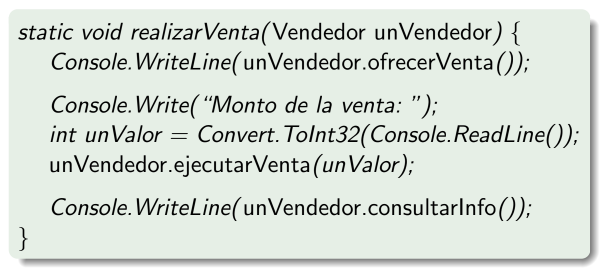 static void realizarVenta(Vendedor unVendedor) {
Console.WriteLine(unVendedor.ofrecerVenta());
Console.Write(“Monto de la venta: ”);
int unValor = Convert.ToInt32(Console.ReadLine());
unVendedor.ejecutarVenta(unValor);
Console.WriteLine(unVendedor.consultarInfo());
}